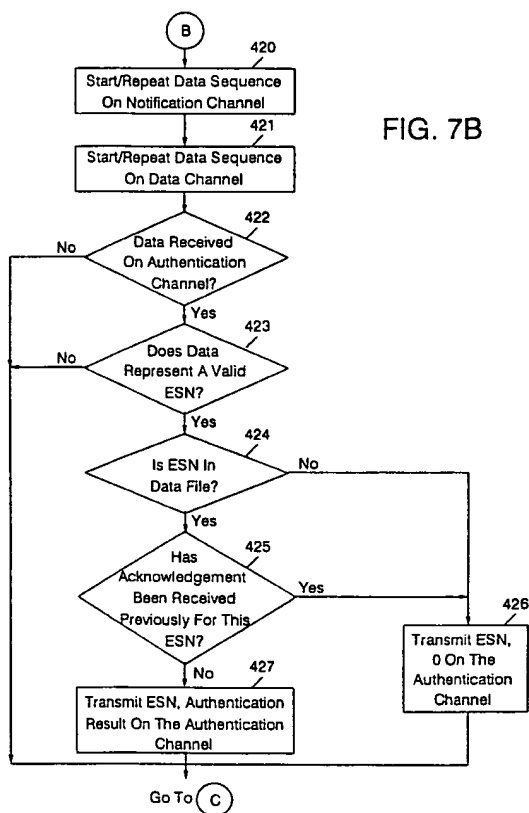 B
420
Start/Repeat Data Sequence
On Notification Channel
FIG. 7B
421
Start/Repeat Data Sequence
On Data Channel
422
Data Received
On Authentication
Channel?
No
Yes
423
Does Data
Represent A Valid
ESN?
No
Yes
424
Is ESN In
Data File?
No
Yes
425
Has
Acknowledgement
Been Received
Previously For This
ESN?
Yes
426
Transmit ESN,
0 On The
Authentication
Channel
No
427
Transmit ESN, Authentication
Result On The Authentication
Channel
Go To C